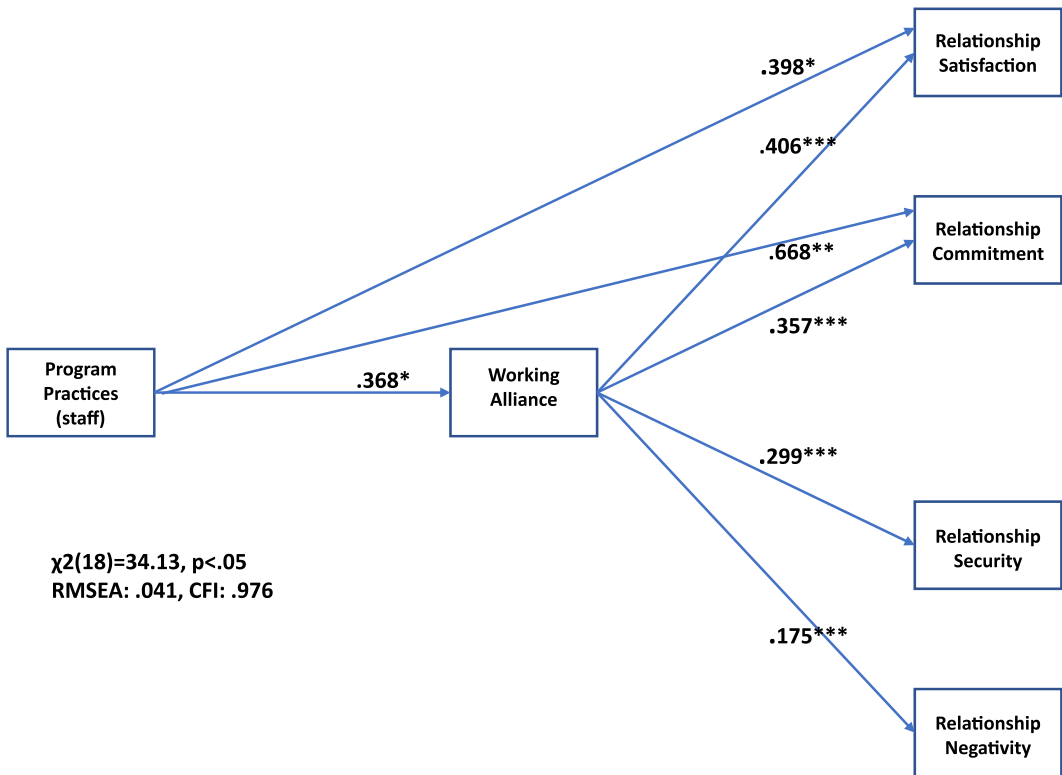 Relationship
Satisfaction
.398*
.406***
Relationship
Commitment
.668**
.357***
Program
Practices
(staff)
.368*
Working
Alliance
.299***
Relationship
Security
χ2(18)=34.13, p<.05
RMSEA: .041, CFI: .976
.175***
Relationship
Negativity